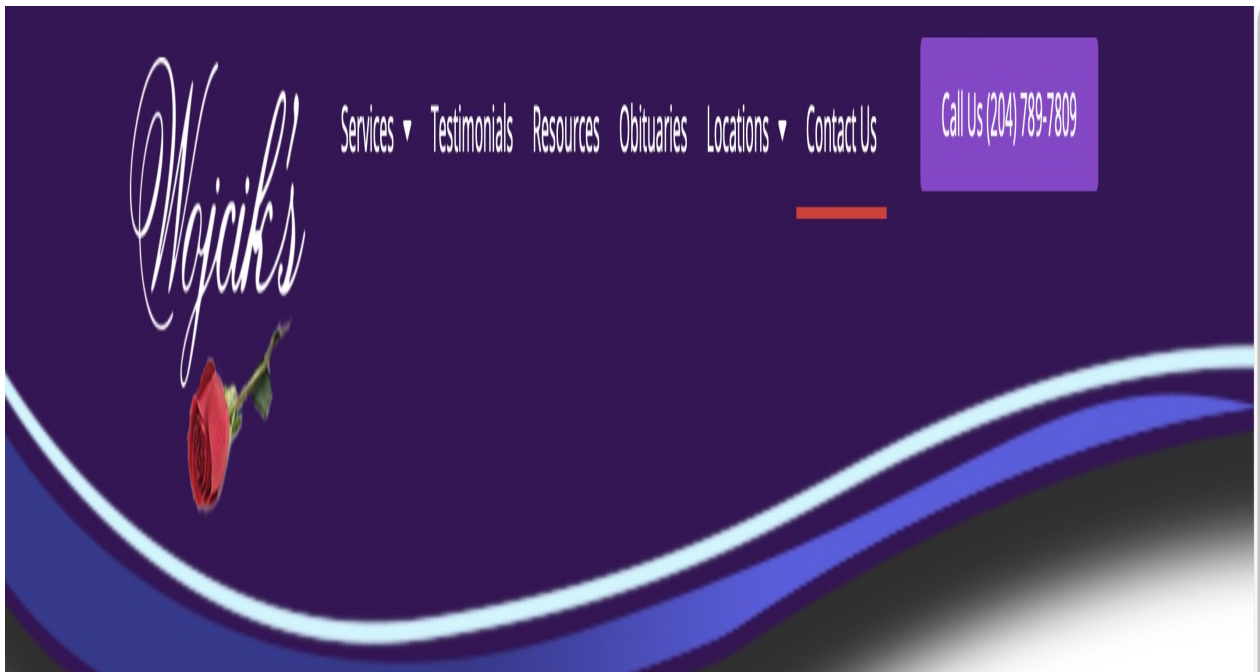 Wojcik's
Services ▼ Testimonials Resources Obituaries Locations ▼ Contact Us
Call Us (204) 789-7809